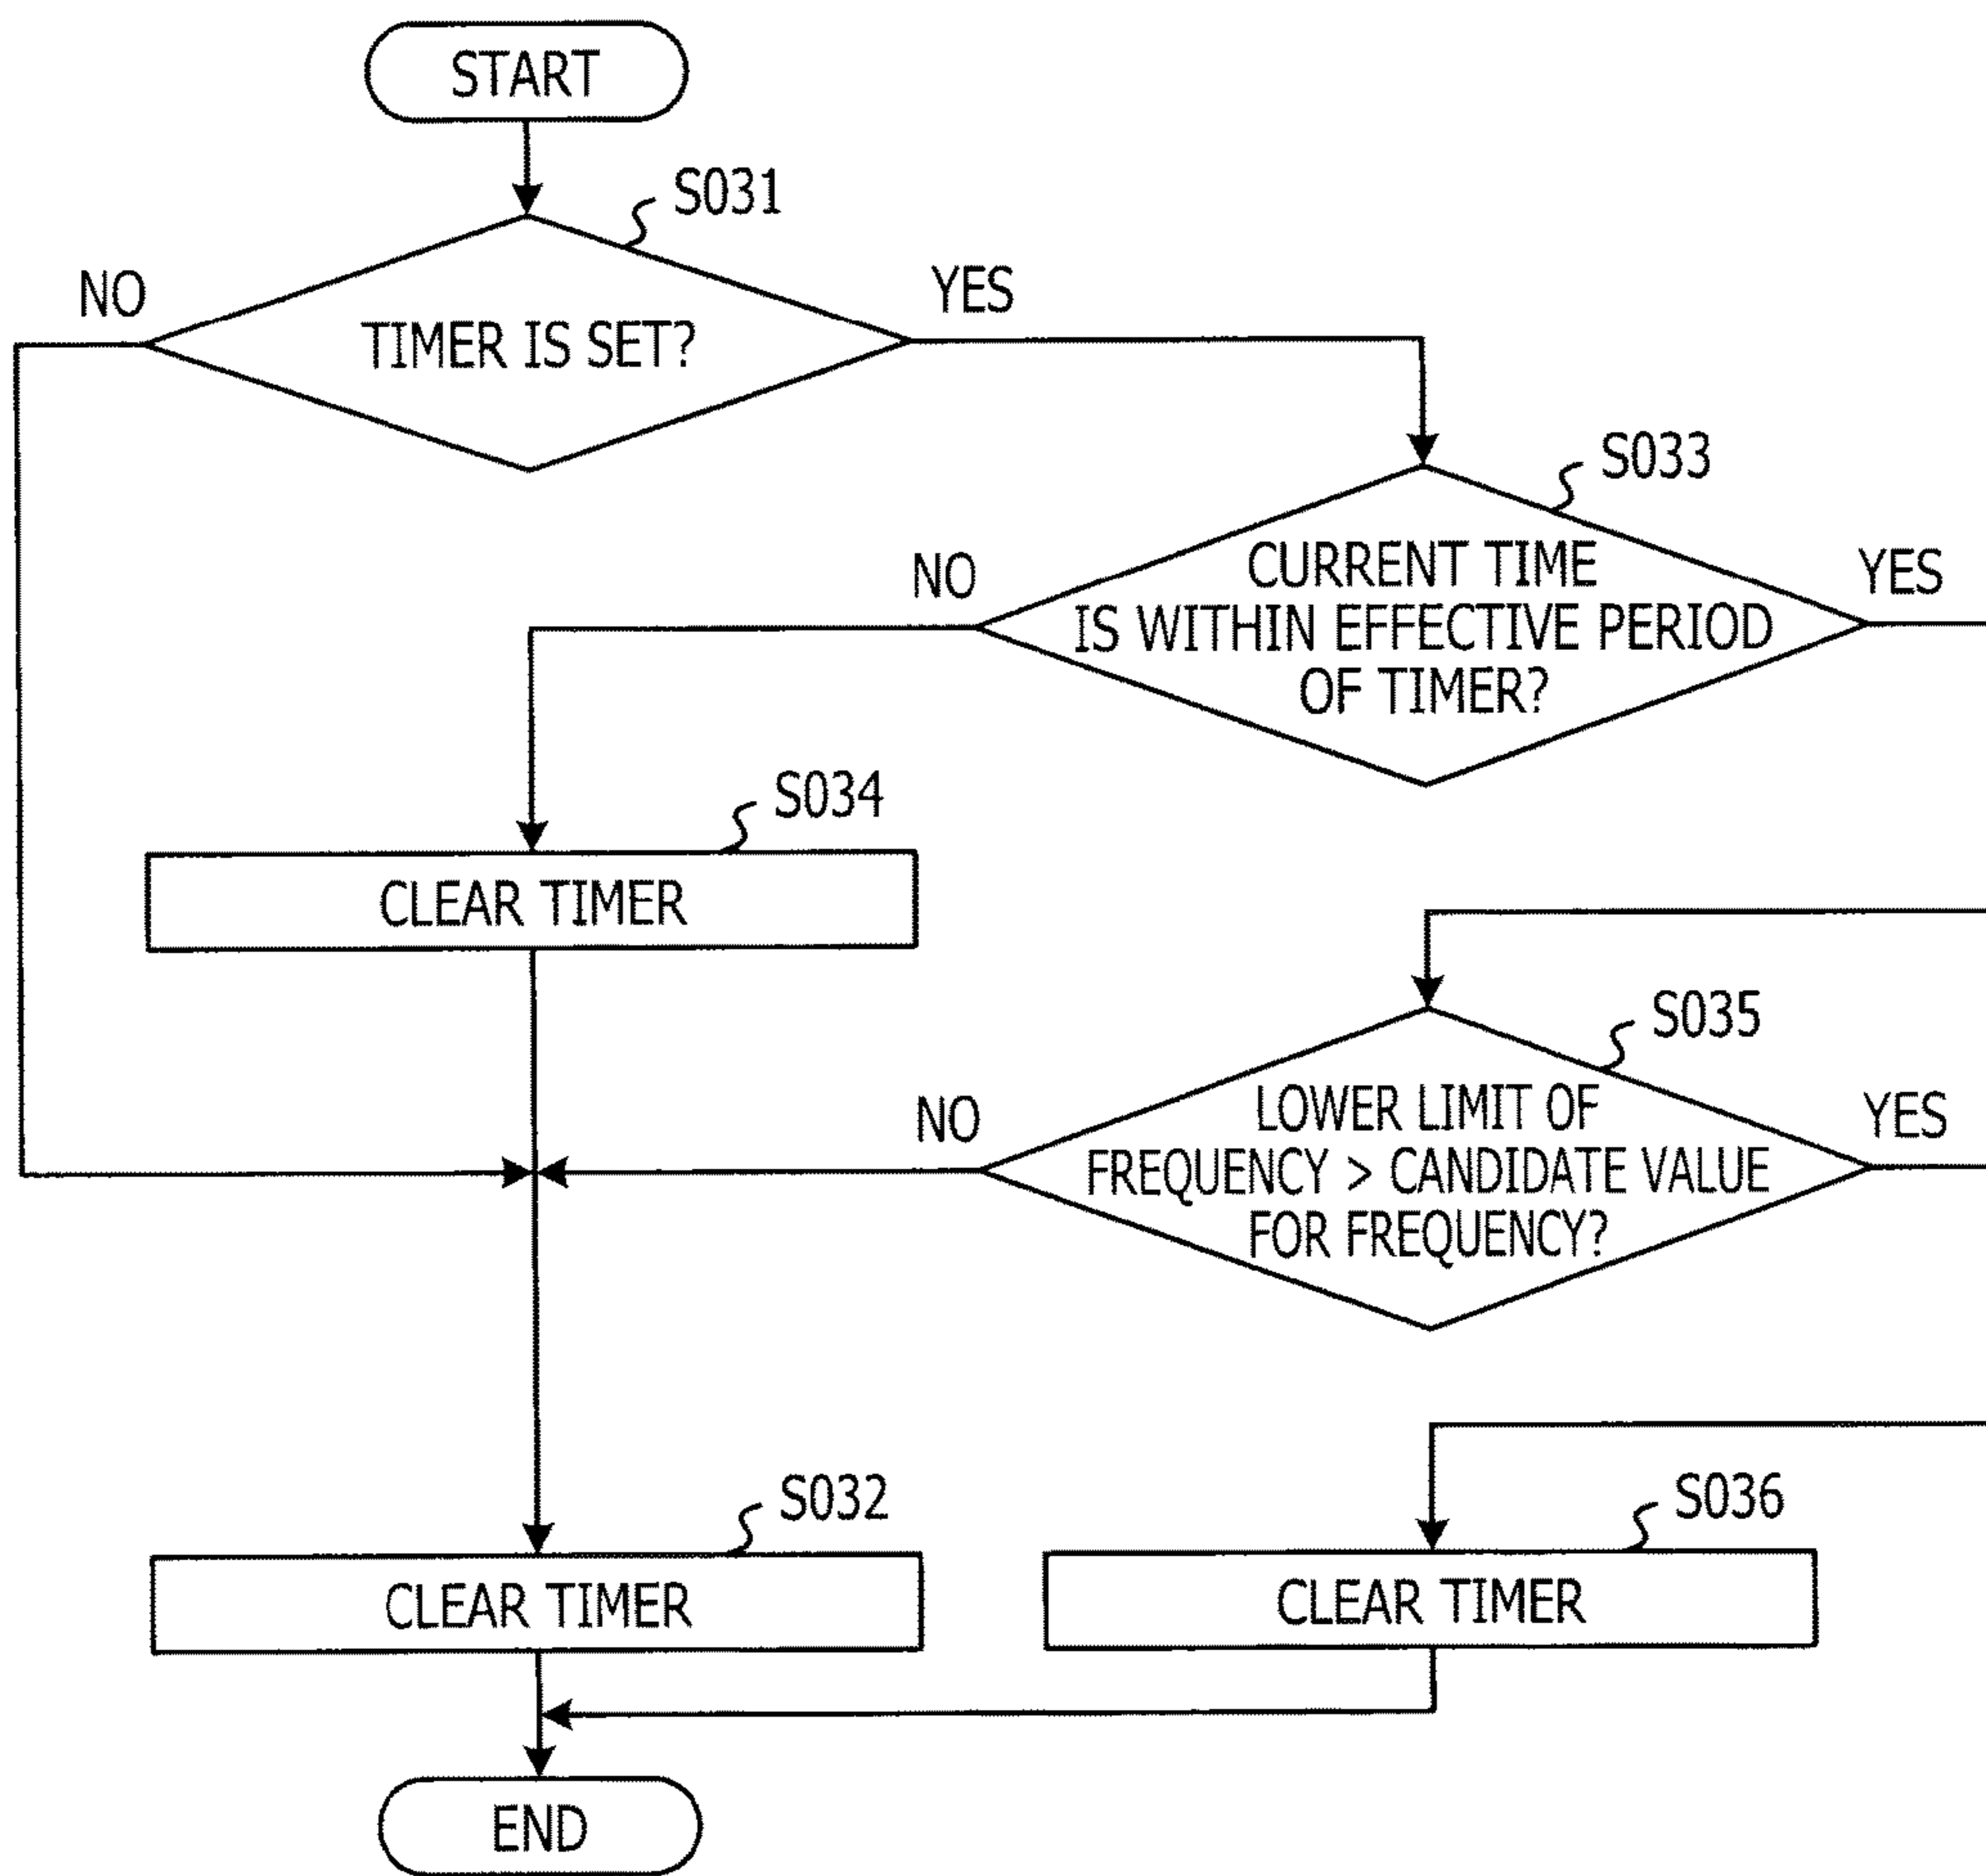 START
S031
NO
YES
TIMER IS SET?
S033
NO
YES
CURRENT TIME
IS WITHIN EFFECTIVE PERIOD
OF TIMER?
S034
CLEAR TIMER
S035
NO
YES
LOWER LIMIT OF
FREQUENCY > CANDIDATE VALUE
FOR FREQUENCY?
S032
CLEAR TIMER
S036
CLEAR TIMER
END